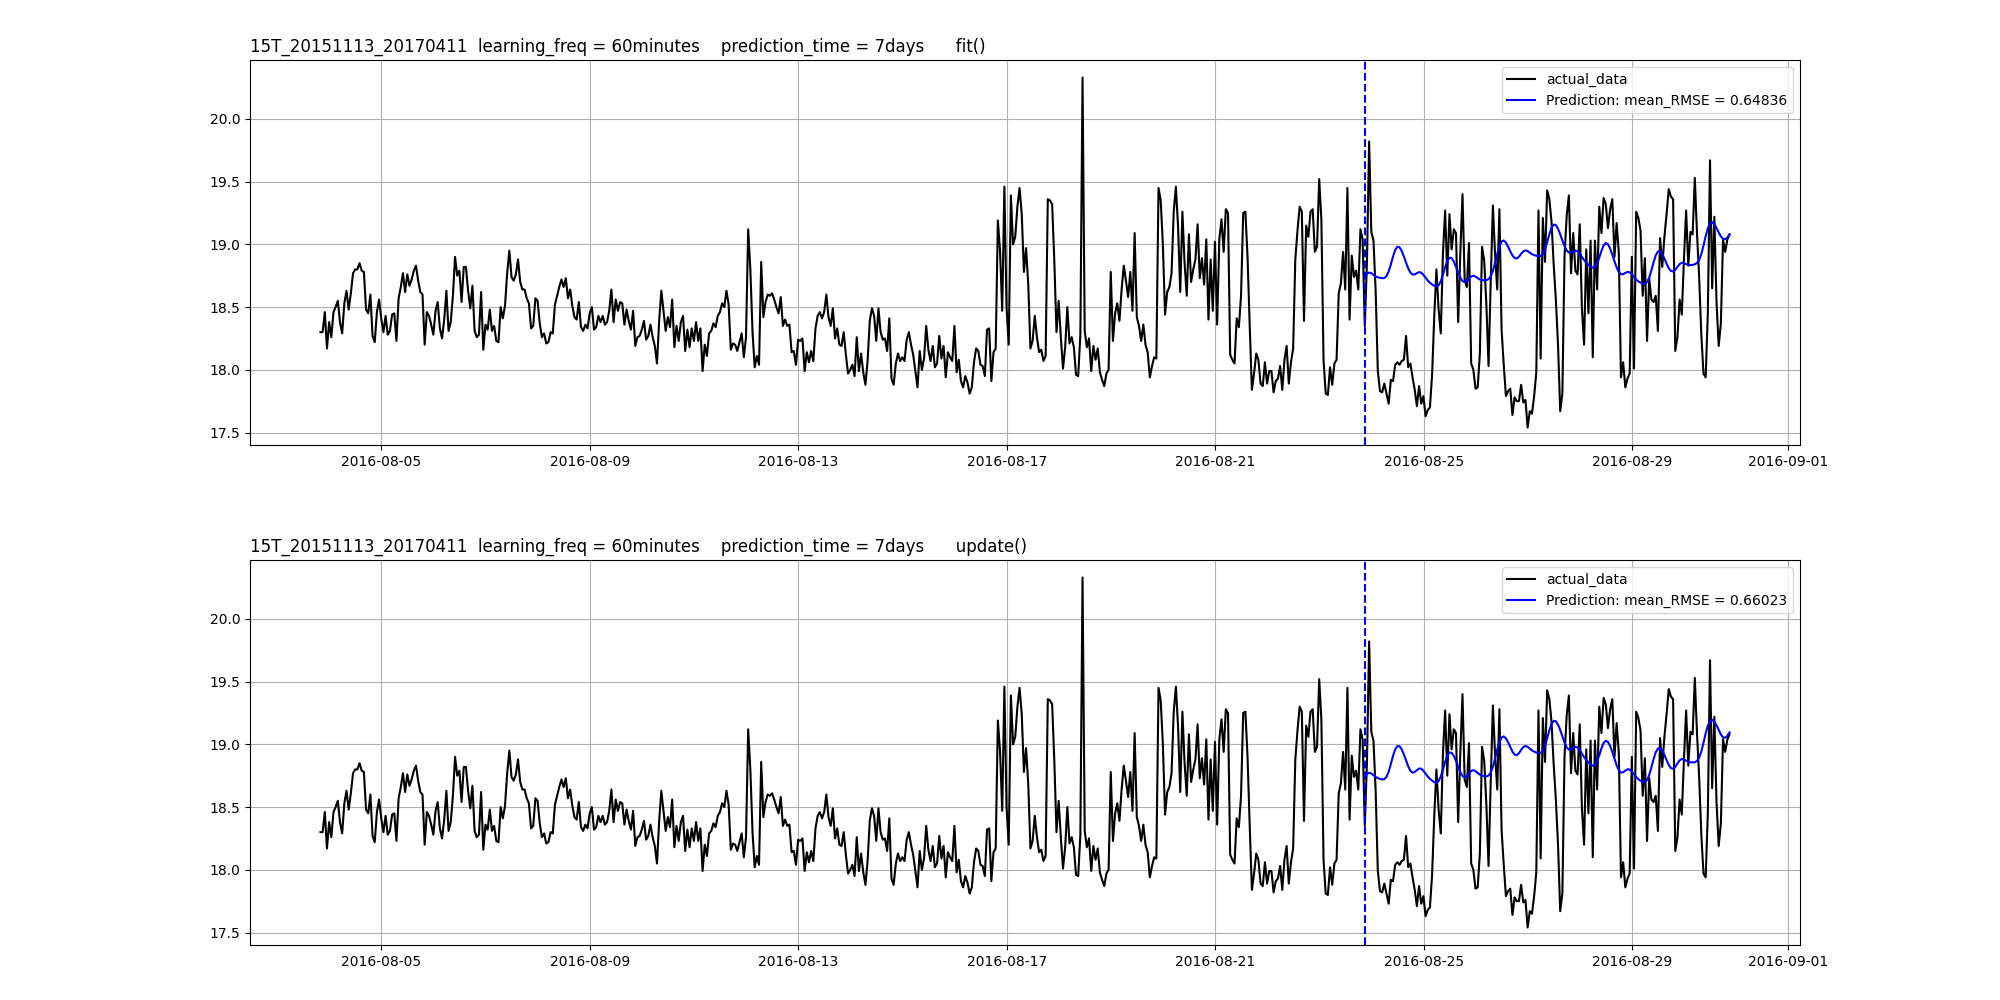 15T_20151113_20170411  learning_freq = 60minutes    prediction_time = 7days      fit()
actual_data
Prediction: mean_RMSE = 0.64836
20.0
19.5
19.0
18.5
18.0
17.5
2016-08-05 2016-08-09 2016-08-13 2016-08-17 2016-08-21 2016-08-25 2016-08-29 2016-09-01
15T_20151113_20170411  learning_freq = 60minutes    prediction_time = 7days      update()
actual_data
Prediction: mean_RMSE = 0.66023
20.0
19.5
19.0
18.5
18.0
17.5
2016-08-05 2016-08-09 2016-08-13 2016-08-17 2016-08-21 2016-08-25 2016-08-29 2016-09-01